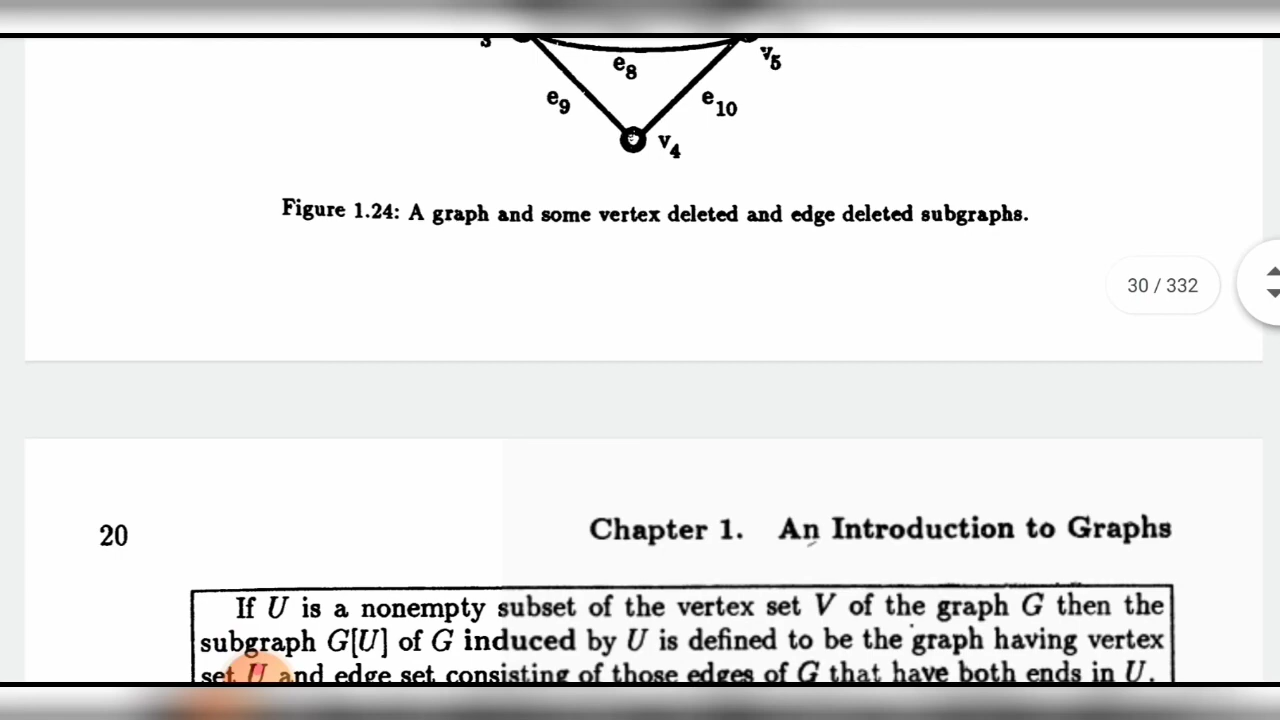 3
e8
v5
e9
e10
v4
Figure 1.24: A graph and some vertex deleted and edge deleted subgraphs.
30 / 332
20 Chapter 1. An Introduction to Graphs
If U is a nonempty subset of the vertex set V of the graph G then the
subgraph G[U] of G induced by U is defined to be the graph having vertex
set U and edge set consisting of those edges of G that have both ends in U.